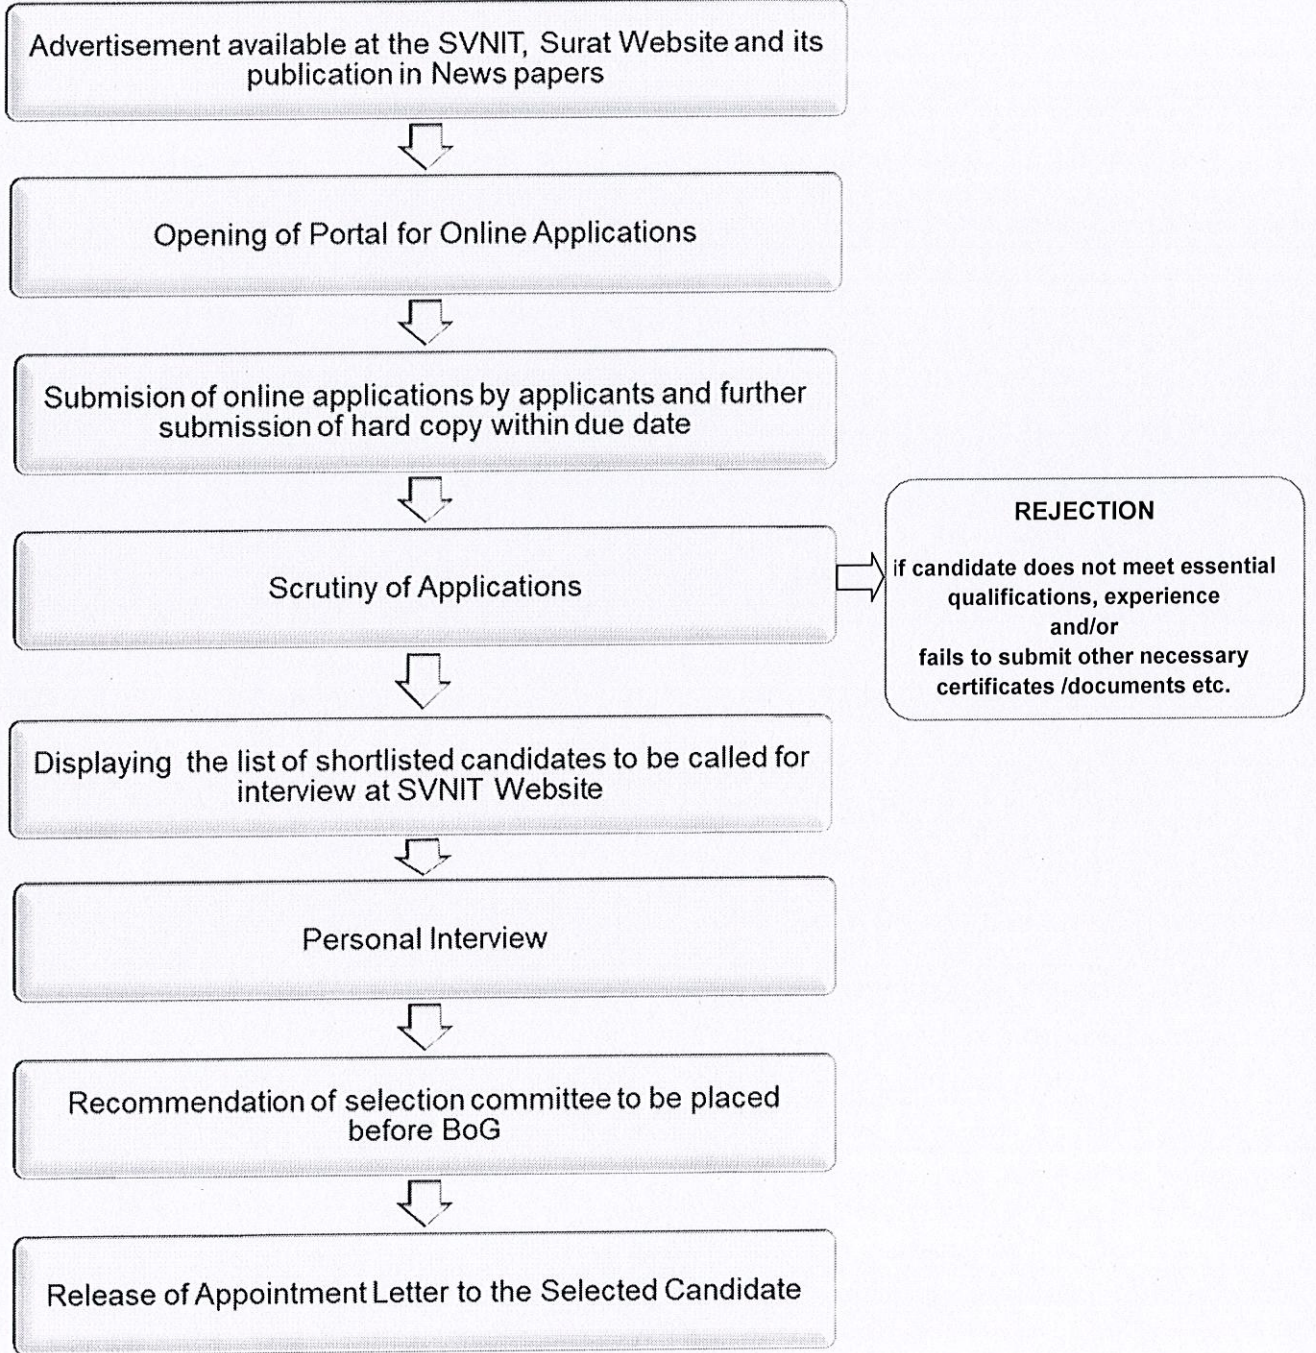 Advertisement available at the SVNIT, Surat Website and its
publication in News papers
Opening of Portal for Online Applications
Submision of online applications by applicants and further
submission of hard copy within due date
Scrutiny of Applications
REJECTION
if candidate does not meet essential
qualifications, experience
and/or
fails to submit other necessary
certificates /documents etc.
Displaying the list of shortlisted candidates to be called for
interview at SVNIT Website
Personal Interview
Recommendation of selection committee to be placed
before BoG
Release of Appointment Letter to the Selected Candidate